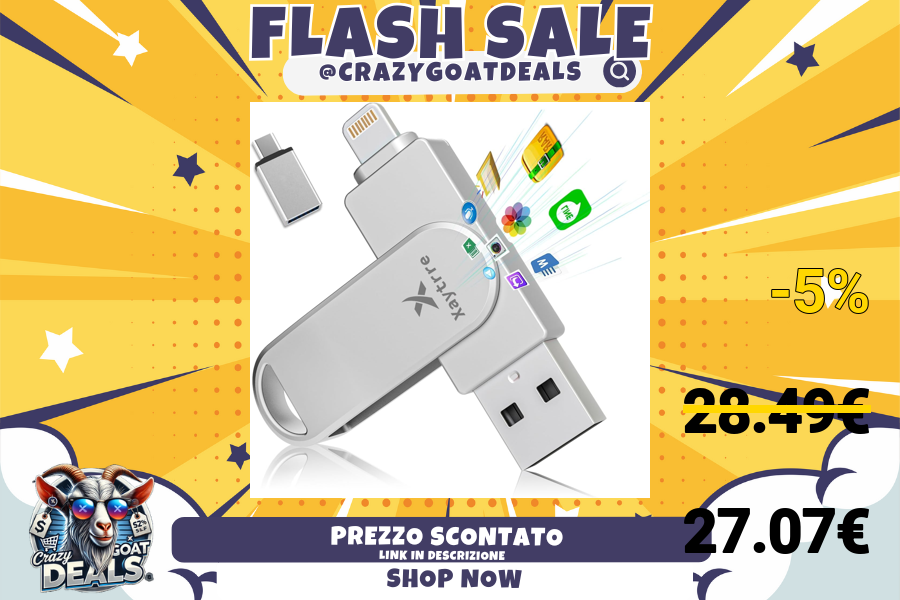 FLASH SALE
@CRAZYGOATDEALS
Xaytrre
-5%
28.49€
27.07€
PREZZO SCONTATO
LINK IN DESCRIZIONE
SHOP NOW
Crazy
GOAT
DEALS